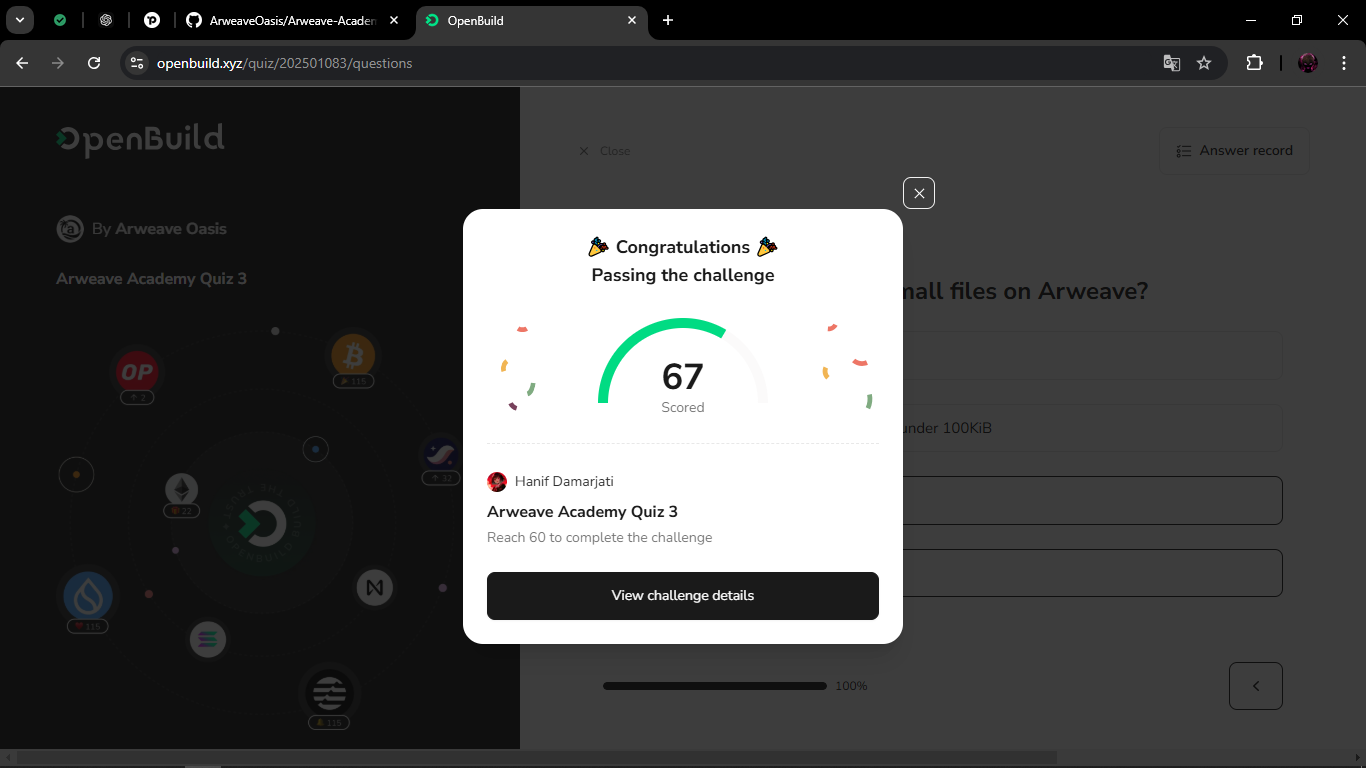 ArweaveOasis/Arweave-Academ
OpenBuild
openbuild.xyz/quiz/202501083/questions
OpenBuild
Close
Answer record
By Arweave Oasis
Arweave Academy Quiz 3
mall files on Arweave?
under 100KiB
Congratulations
Passing the challenge
67
Scored
Hanif Damarjati
Arweave Academy Quiz 3
Reach 60 to complete the challenge
View challenge details
OP
2
115
32
22
115
115
100%